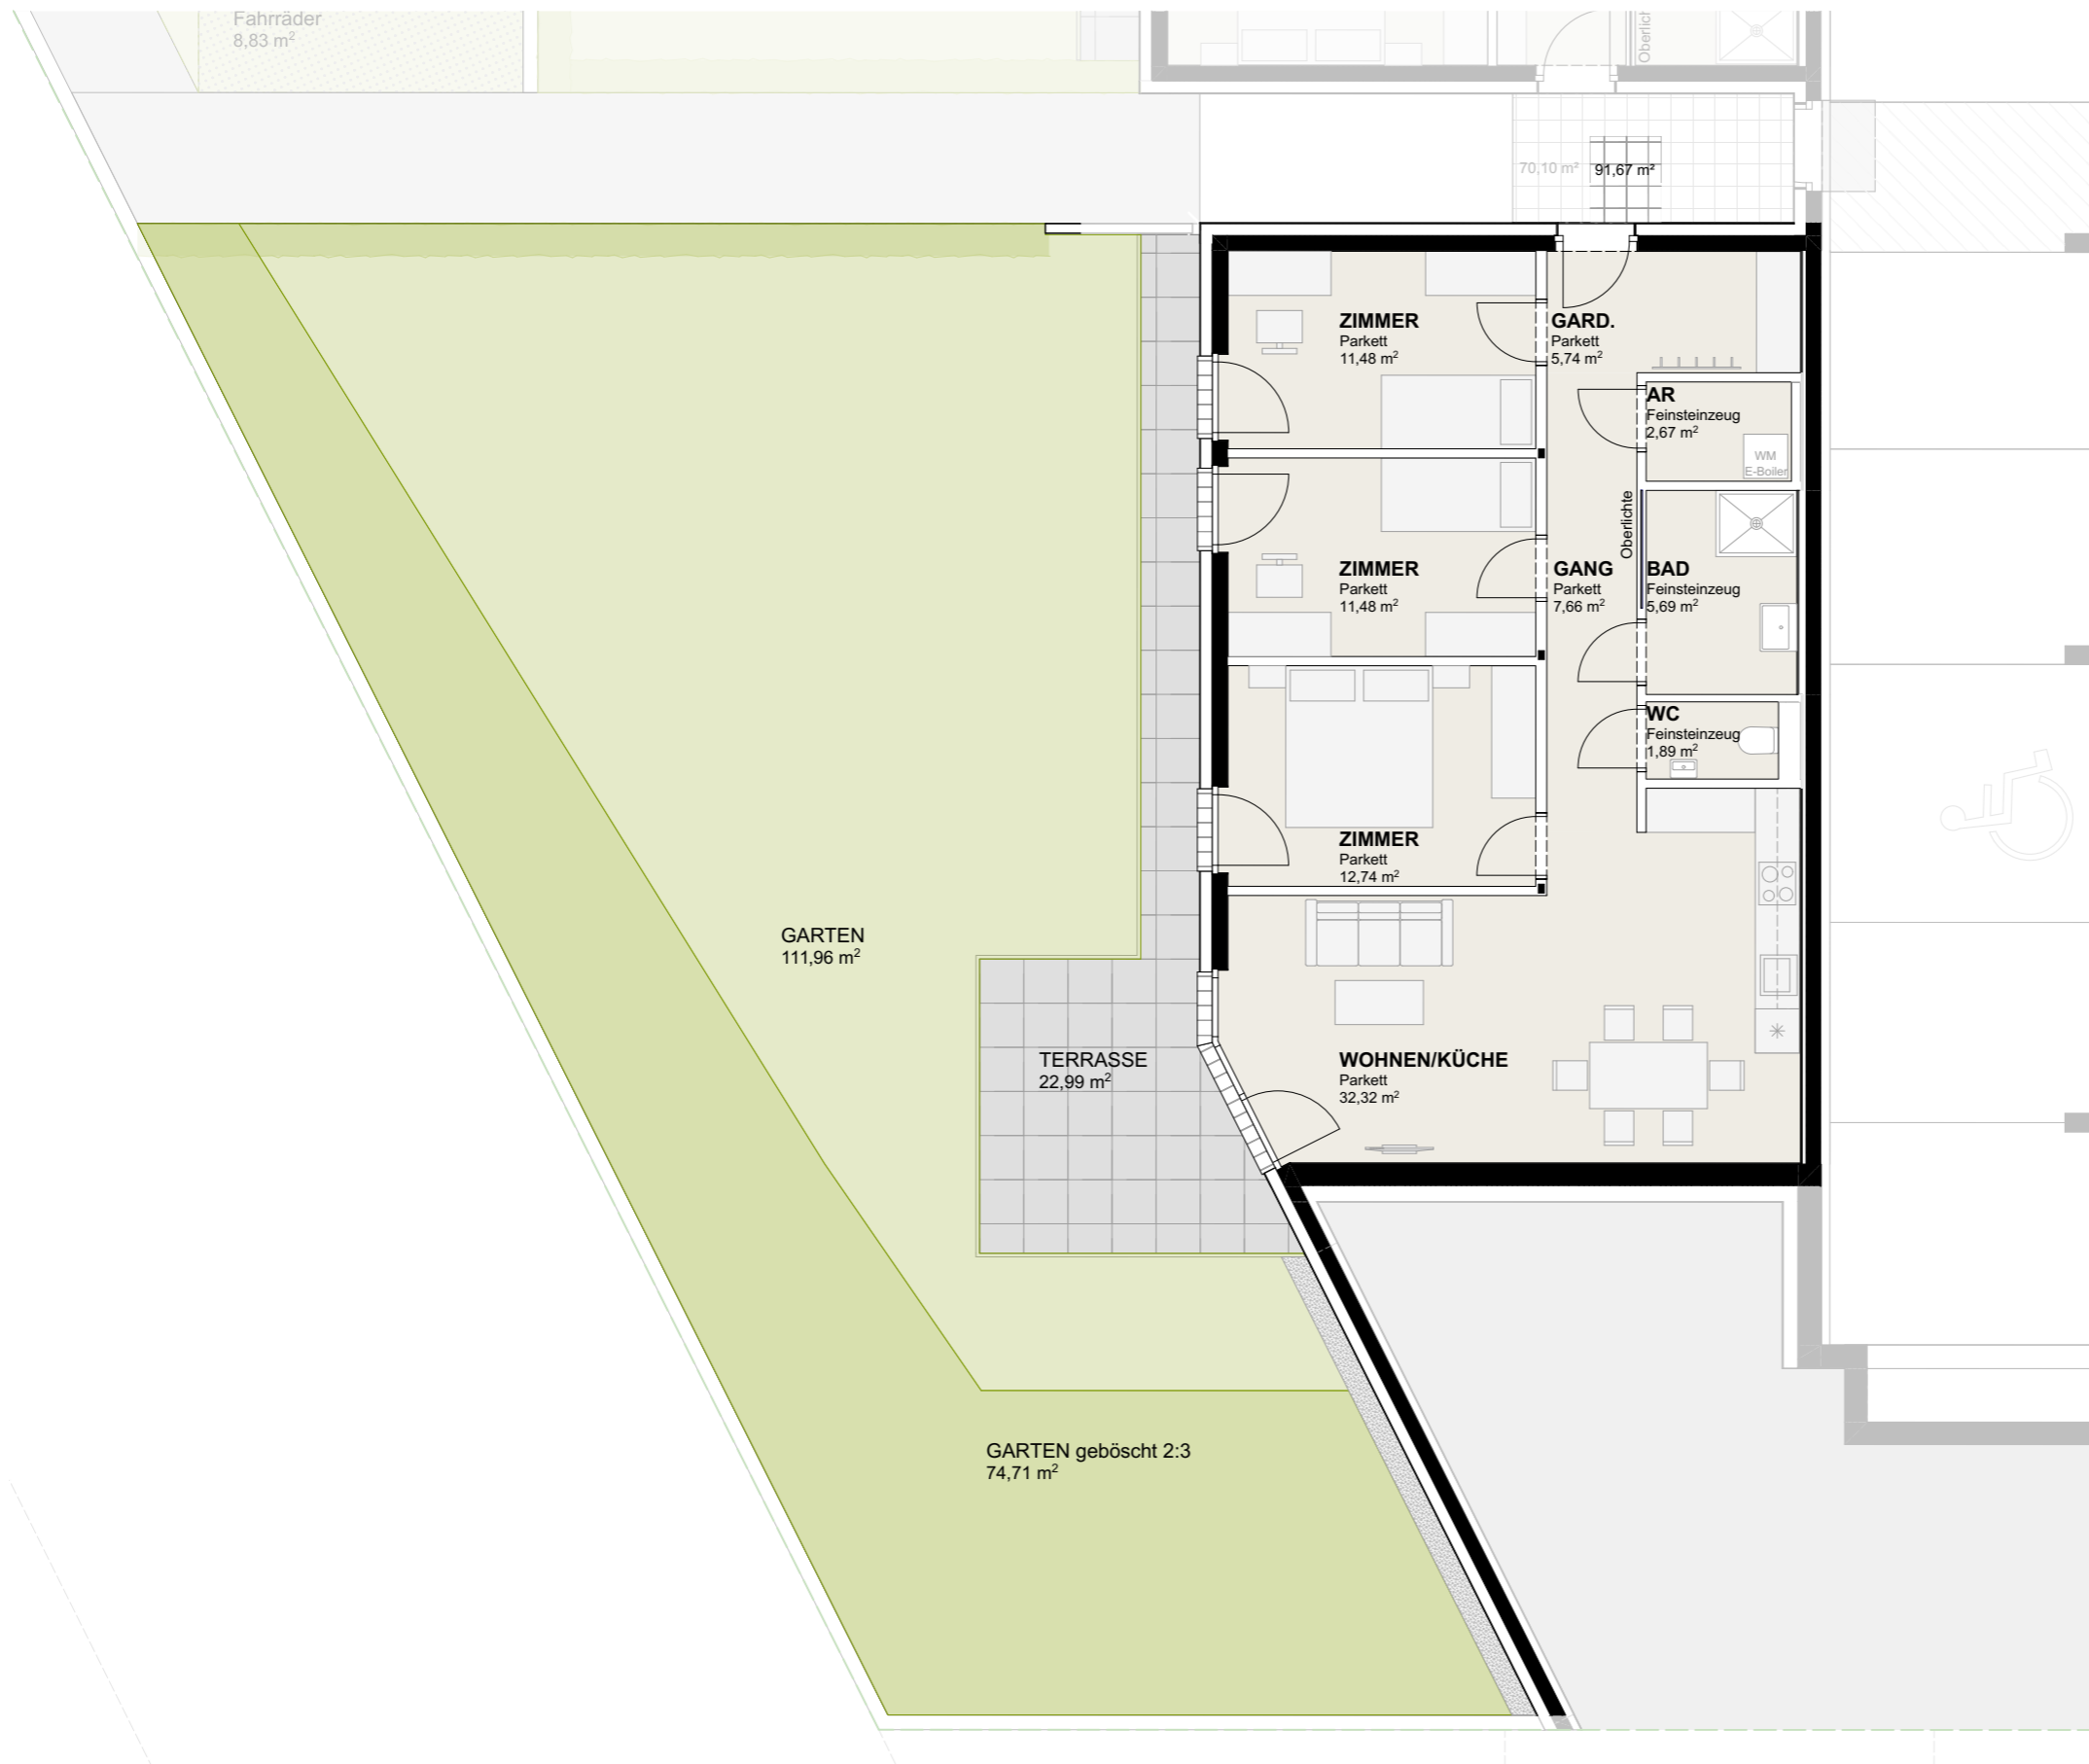 Fahrräder
8,83 m²
Oberlich
70,10 m²
91,67 m²
ZIMMER
Parkett
11,48 m²
GARD.
Parkett
5,74 m²
AR
Feinsteinzeug
2,67 m²
WM
E-Boiler
Oberlichte
ZIMMER
Parkett
11,48 m²
GANG
Parkett
7,66 m²
BAD
Feinsteinzeug
5,69 m²
WC
Feinsteinzeug
1,89 m²
ZIMMER
Parkett
12,74 m²
GARTEN
111,96 m²
TERRASSE
22,99 m²
WOHNEN/KÜCHE
Parkett
32,32 m²
GARTEN geböscht 2:3
74,71 m²